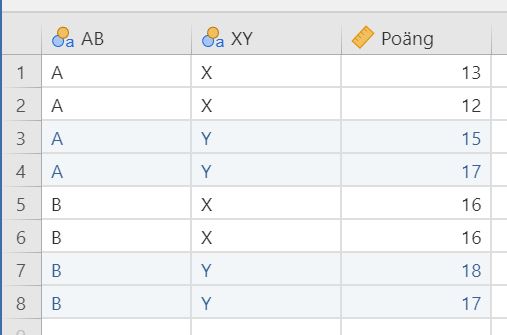 AB XY Poäng
1 A X 13
2 A X 12
3 A Y 15
4 A Y 17
5 B X 16
6 B X 16
7 B Y 18
8 B Y 17